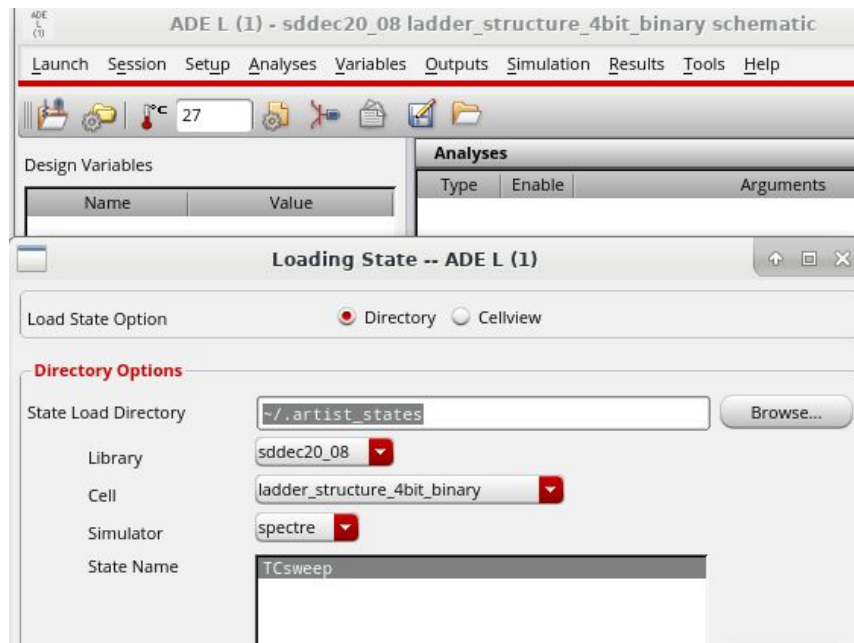 ADE L (1)
ADE L (1) - sddec20_08 ladder_structure_4bit_binary schematic
Launch Session Setup Analyses Variables Outputs Simulation Results Tools Help
°C 27
Design Variables
Analyses
Name Value
Type Enable Arguments
Loading State -- ADE L (1)
Load State Option Directory Cellview
Directory Options
State Load Directory ~/.artist_states Browse...
Library sddec20_08
Cell ladder_structure_4bit_binary
Simulator spectre
State Name TCsweep